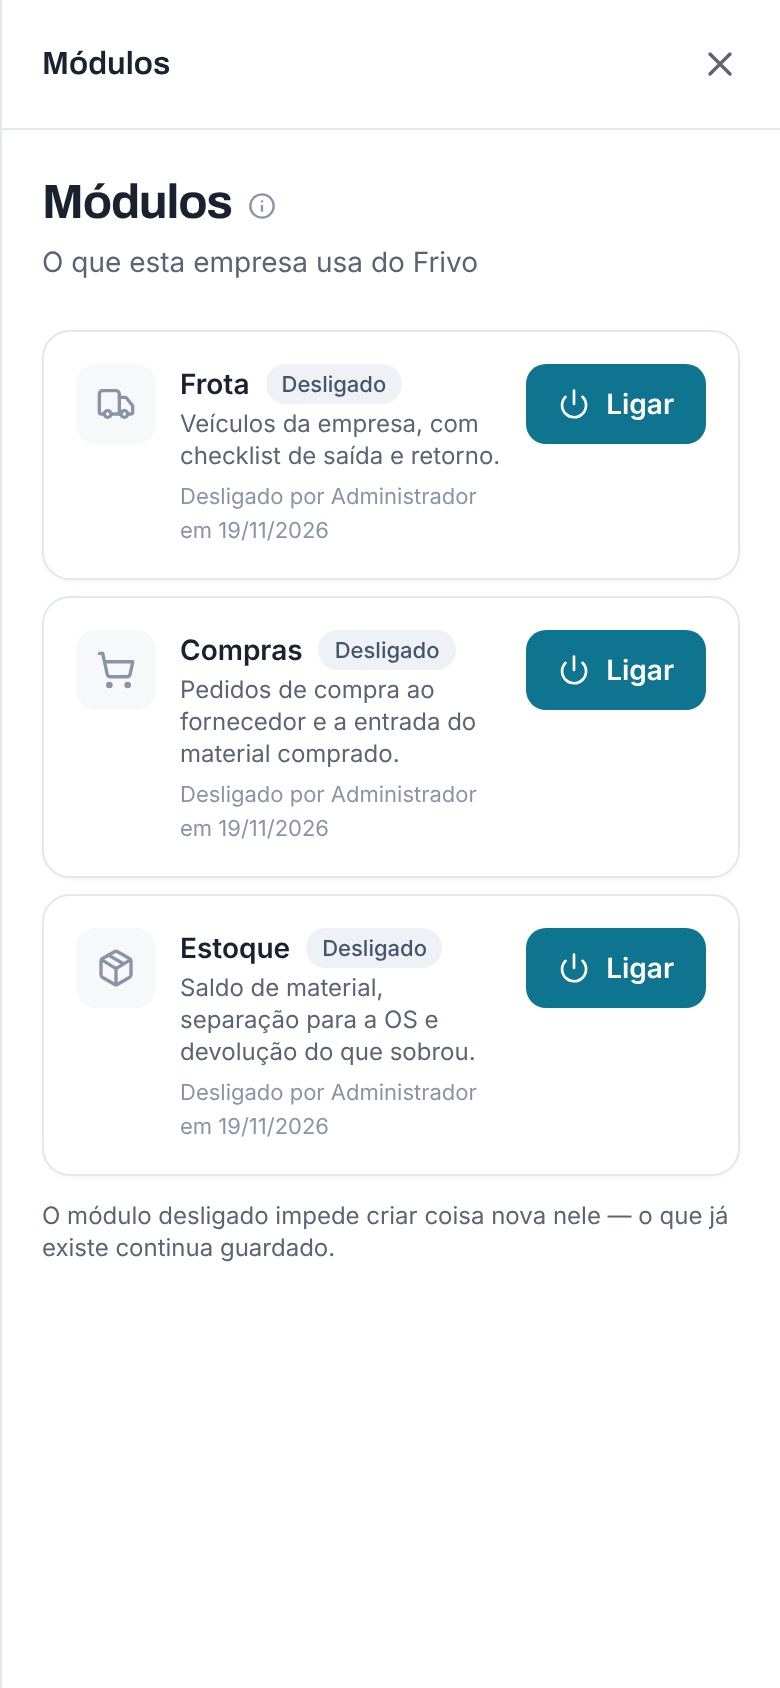 Módulos
Módulos
O que esta empresa usa do Frivo
Frota Desligado
Veículos da empresa, com
checklist de saída e retorno.
Desligado por Administrador
em 19/11/2026
Ligar
Compras Desligado
Pedidos de compra ao
fornecedor e a entrada do
material comprado.
Desligado por Administrador
em 19/11/2026
Ligar
Estoque Desligado
Saldo de material,
separação para a OS e
devolução do que sobrou.
Desligado por Administrador
em 19/11/2026
Ligar
O módulo desligado impede criar coisa nova nele — o que já
existe continua guardado.